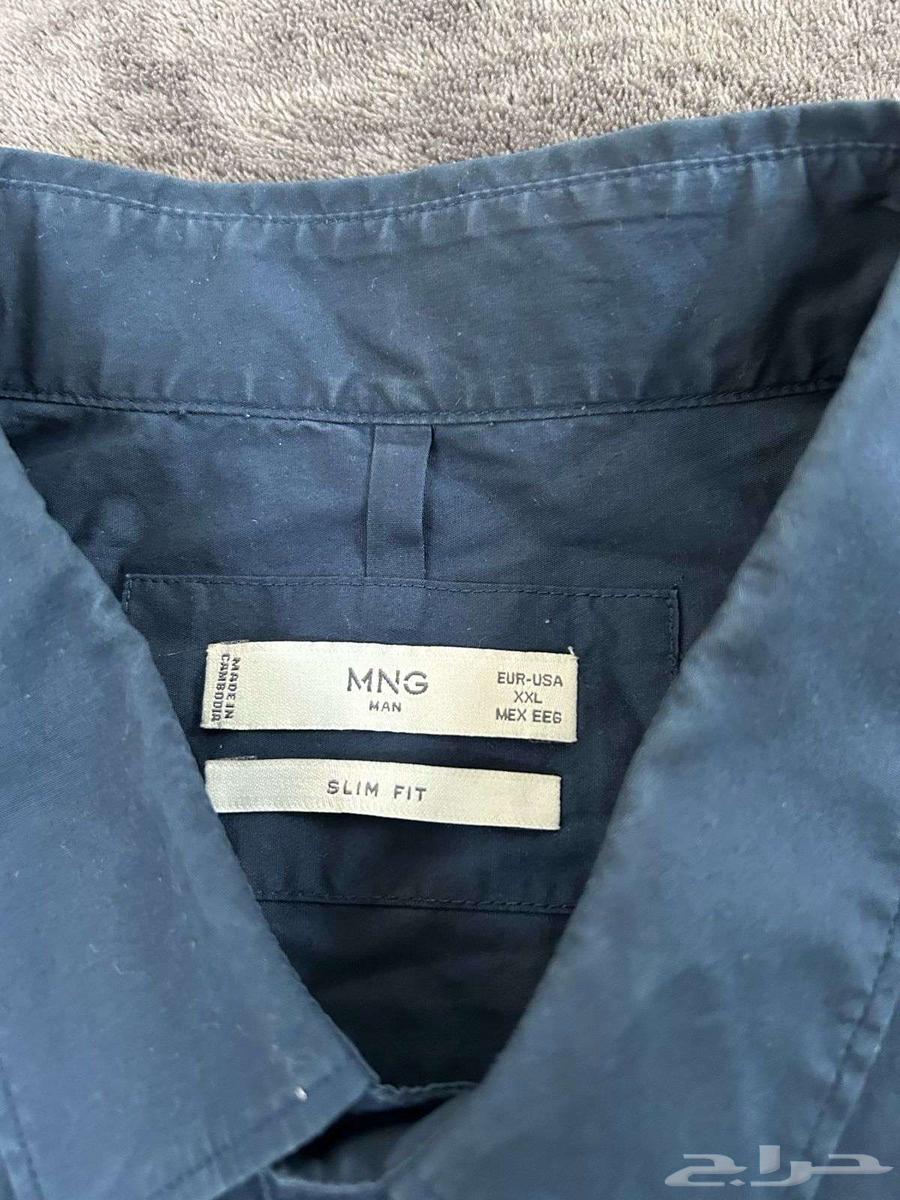 MADE IN
CAMBODIA
MNG
MAN
EUR-USA
XXL
MEX EEG
SLIM FIT
حراج